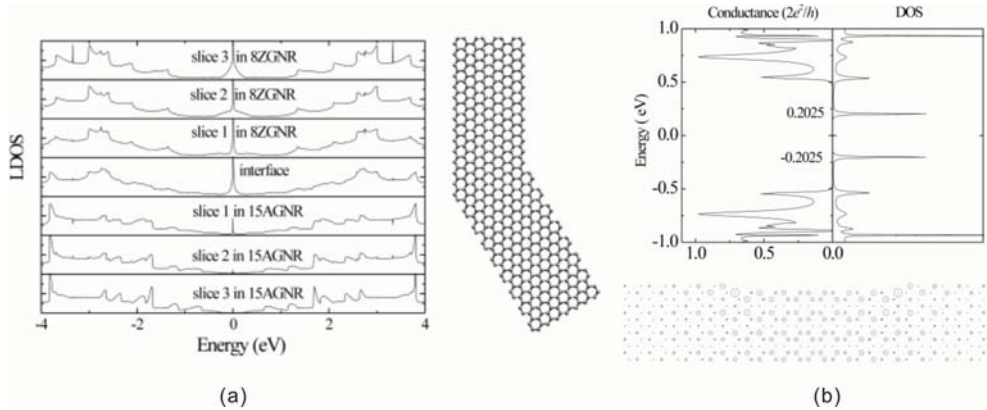 LDOS
slice 3 in 8ZGNR
slice 2 in 8ZGNR
slice 1 in 8ZGNR
interface
slice 1 in 15AGNR
slice 2 in 15AGNR
slice 3 in 15AGNR
-4 -2 0 2 4
Energy (eV)
(a)
Conductance (2e²/h) DOS
Energy ( eV)
1.0
0.5
0.0
-0.5
-1.0
0.2025
-0.2025
1.0 0.5 0.0
(b)